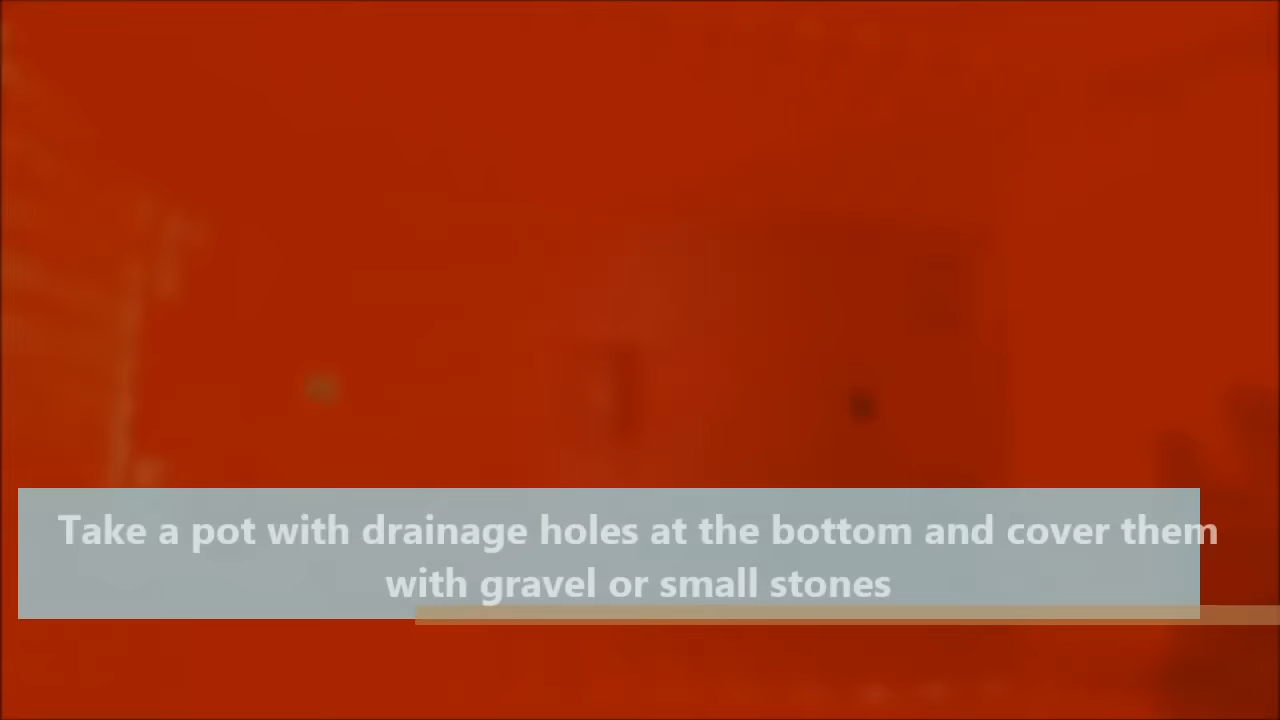 Take a pot with drainage holes at the bottom and cover them
with gravel or small stones